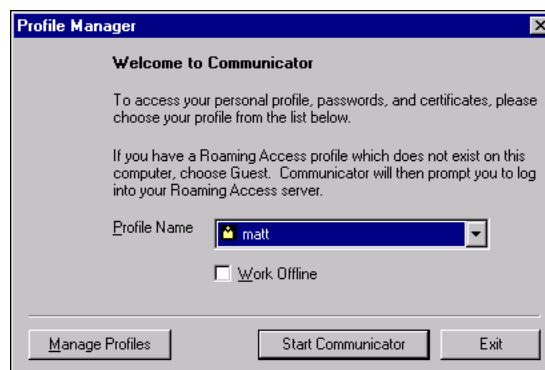 Profile Manager
Welcome to Communicator
To access your personal profile, passwords, and certificates, please
choose your profile from the list below.
If you have a Roaming Access profile which does not exist on this
computer, choose Guest. Communicator will then prompt you to log
into your Roaming Access server.
Profile Name
matt
Work Offline
Manage Profiles
Start Communicator
Exit